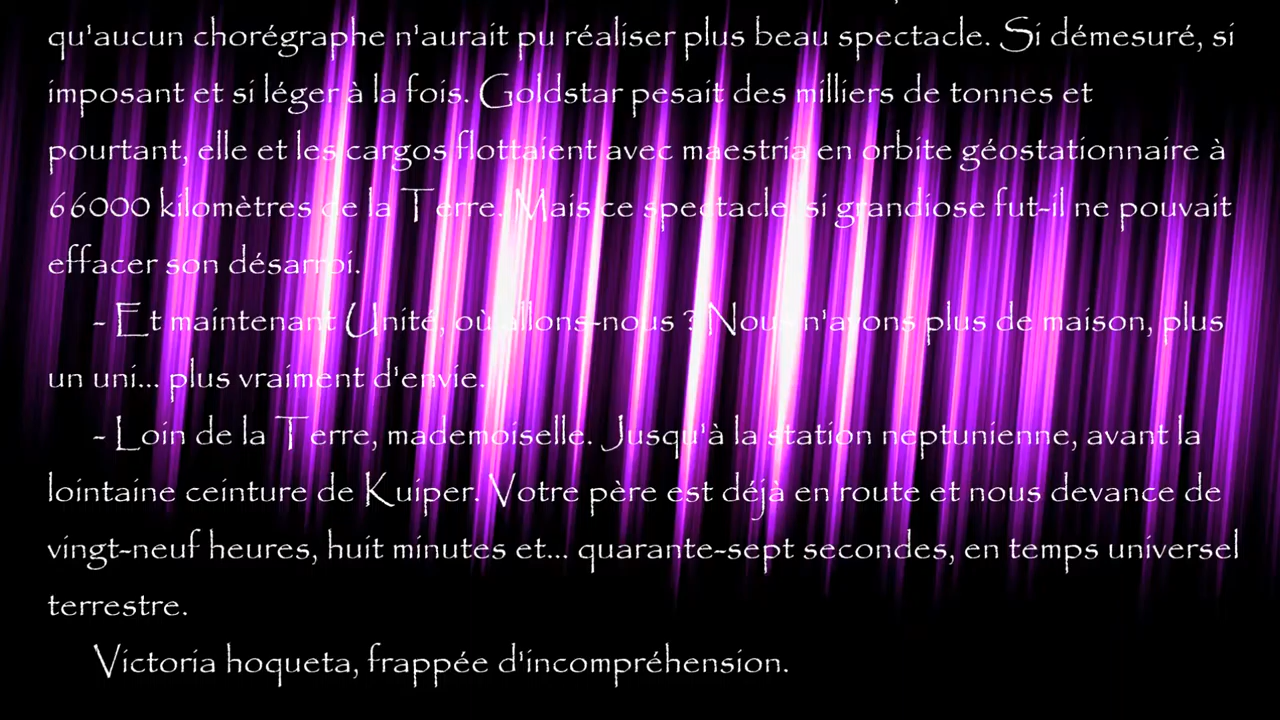 qu'aucun chorégraphe n'aurait pu réaliser plus beau spectacle. Si démesuré, si
imposant et si léger à la fois. Goldstar pesait des milliers de tonnes et
pourtant, elle et les cargos flottaient avec maestria en orbite géostationnaire à
66000 kilomètres de la Terre. Mais ce spectacle, si grandiose fut-il ne pouvait
effacer son désarroi.
- Et maintenant Unité, où allons-nous ? Nous n'avons plus de maison, plus
un uni... plus vraiment d'envie.
- Loin de la Terre, mademoiselle. Jusqu'à la station neptunienne, avant la
lointaine ceinture de Kuiper. Votre père est déjà en route et nous devance de
vingt-neuf heures, huit minutes et... quarante-sept secondes, en temps universel
terrestre.
Victoria hoqueta, frappée d'incompréhension.